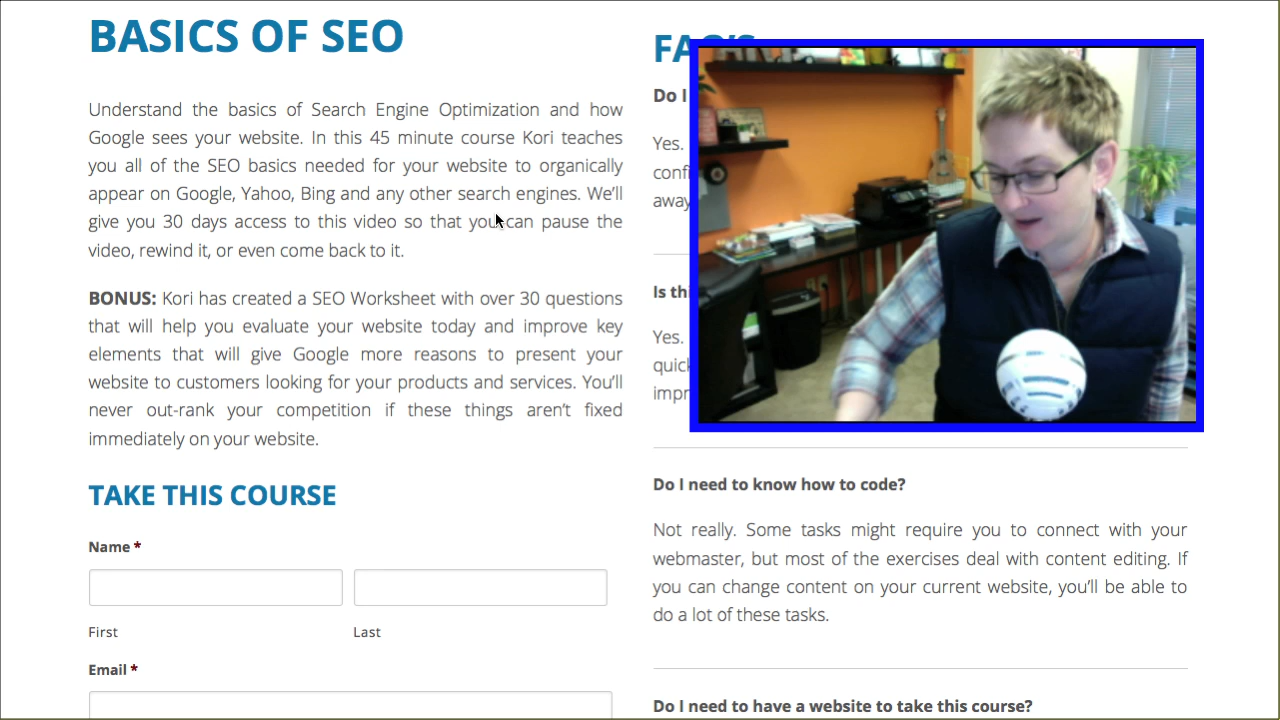 BASICS OF SEO
Understand the basics of Search Engine Optimization and how
Google sees your website. In this 45 minute course Kori teaches
you all of the SEO basics needed for your website to organically
appear on Google, Yahoo, Bing and any other search engines. We'll
give you 30 days access to this video so that you can pause the
video, rewind it, or even come back to it.
BONUS: Kori has created a SEO Worksheet with over 30 questions
that will help you evaluate your website today and improve key
elements that will give Google more reasons to present your
website to customers looking for your products and services. You'll
never out-rank your competition if these things aren't fixed
immediately on your website.
TAKE THIS COURSE
Name *
First Last
Email *
FAQ'S
Do I
Yes.
away
Is
Yes.
Do I need to know how to code?
Not really. Some tasks might require you to connect with your
webmaster, but most of the exercises deal with content editing. If
you can change content on your current website, you'll be able to
do a lot of these tasks.
Do I need to have a website to take this course?